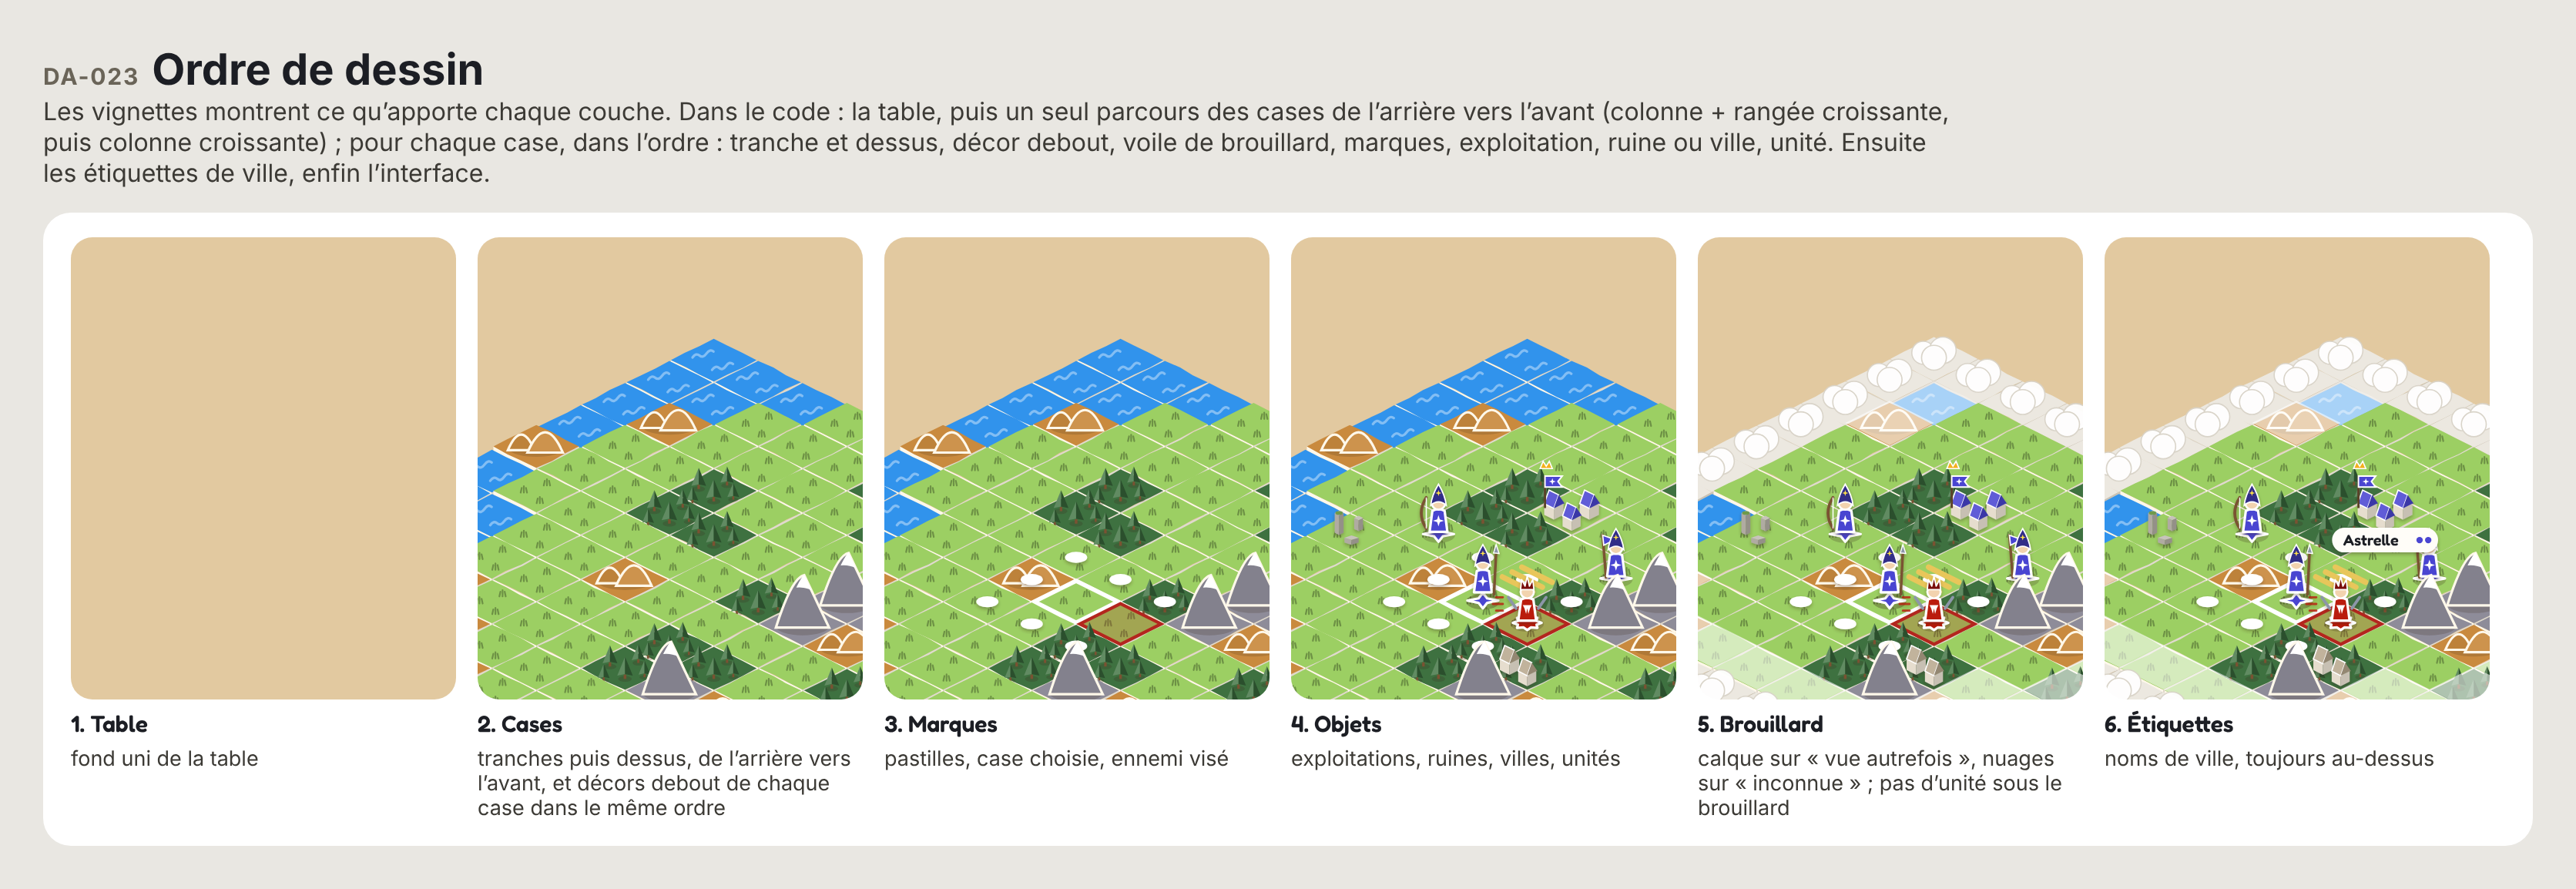 DA-023 Ordre de dessin
Les vignettes montrent ce qu’apporte chaque couche. Dans le code : la table, puis un seul parcours des cases de l’arrière vers l’avant (colonne + rangée croissante,
puis colonne croissante) ; pour chaque case, dans l’ordre : tranche et dessus, décor debout, voile de brouillard, marques, exploitation, ruine ou ville, unité. Ensuite
les étiquettes de ville, enfin l’interface.
Astrelle
1. Table
fond uni de la table
2. Cases
tranches puis dessus, de l’arrière vers
l’avant, et décors debout de chaque
case dans le même ordre
3. Marques
pastilles, case choisie, ennemi visé
4. Objets
exploitations, ruines, villes, unités
5. Brouillard
calque sur « vue autrefois », nuages
sur « inconnue » ; pas d’unité sous le
brouillard
6. Étiquettes
noms de ville, toujours au-dessus